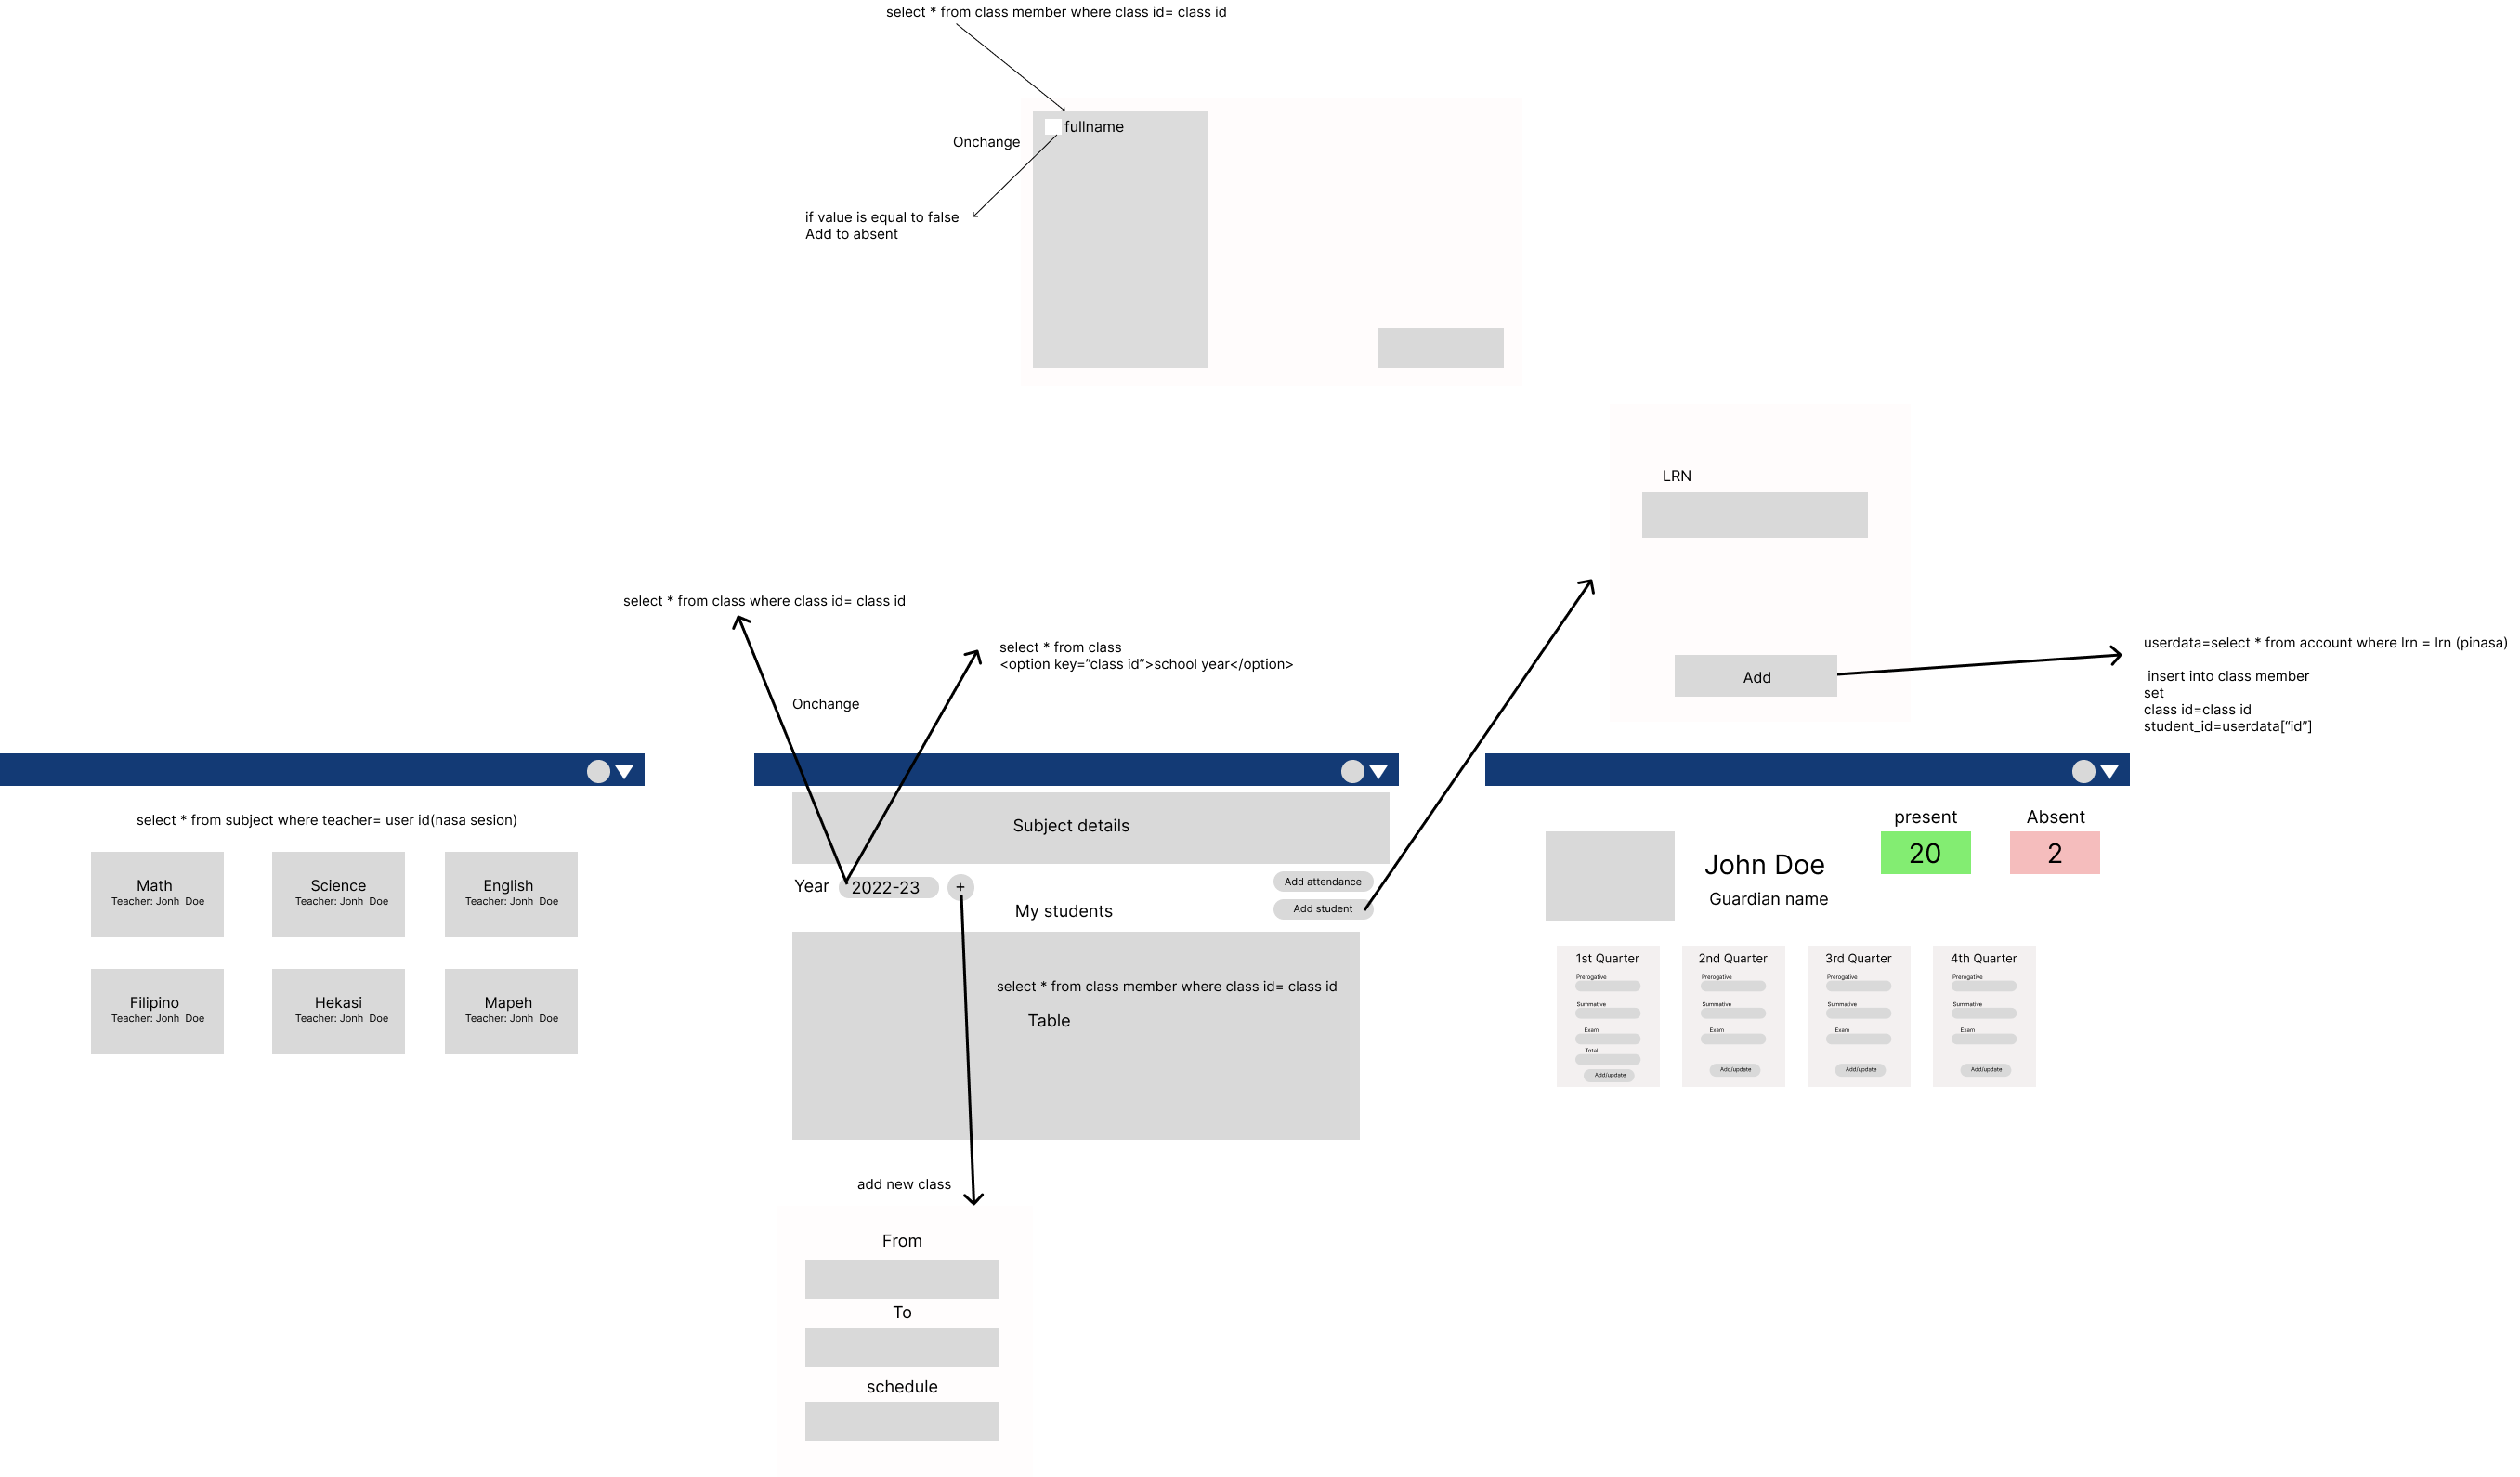 select * from class member where class id= class id
fullname
Onchange
if value is equal to false
Add to absent
LRN
Add
userdata=select * from account where lrn = lrn (pinasa)
insert into class member
set
class id=class id
student_id=userdata[“id”]
select * from class where class id= class id
select * from class
<option key=”class id”>school year</option>
Onchange
select * from subject where teacher= user id(nasa sesion)
Math
Teacher: Jonh Doe
Science
Teacher: Jonh Doe
English
Teacher: Jonh Doe
Filipino
Teacher: Jonh Doe
Hekasi
Teacher: Jonh Doe
Mapeh
Teacher: Jonh Doe
Subject details
Year
2022-23
+
Add attendance
Add student
My students
select * from class member where class id= class id
Table
add new class
From
To
schedule
present
Absent
20
2
John Doe
Guardian name
1st Quarter
Prerogative
Summative
Exam
Total
Add/update
2nd Quarter
Prerogative
Summative
Exam
Add/update
3rd Quarter
Prerogative
Summative
Exam
Add/update
4th Quarter
Prerogative
Summative
Exam
Add/update